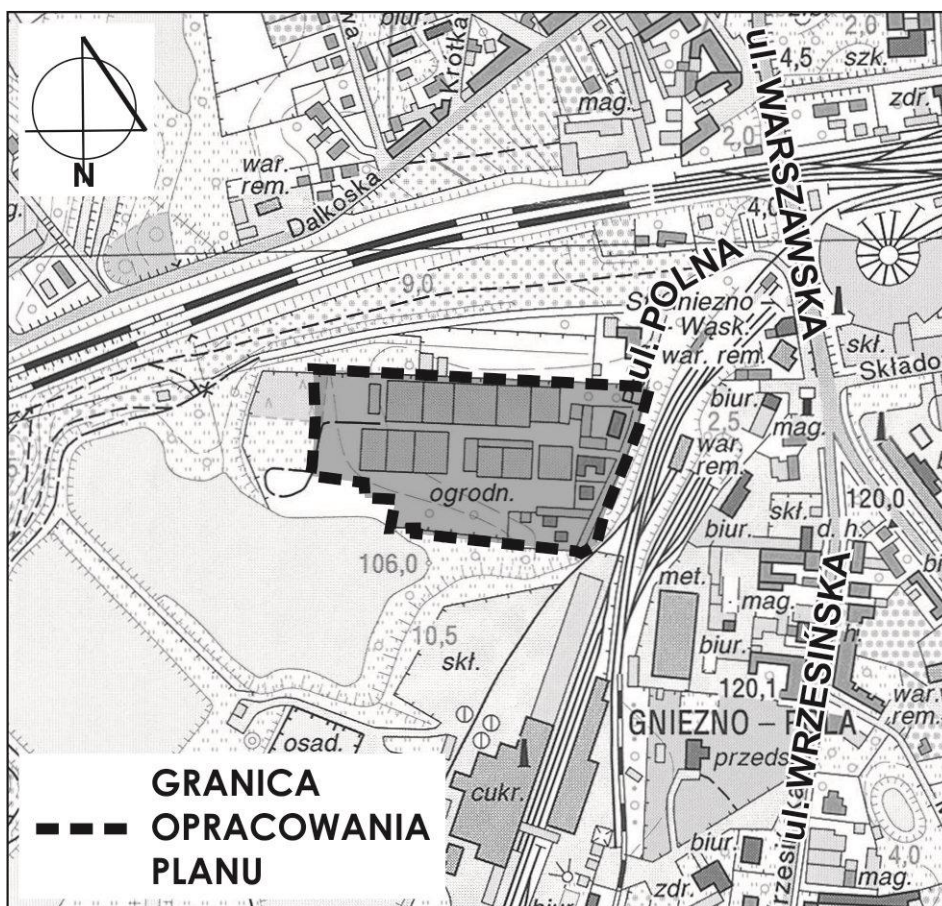 biur.
Krótka
4,5
2,0
szk.
ul. WARSZAWSKA
mag.
2,0
zdr.
N
war.
rem.
Dalkoska
4,0
9,0
ul. POLNA
Wąsk.
war. rem.
skł.
biur.
2,5
mag.
war.
rem.
ogrodn.
120,0
skł.
biur.
d. h.
106,0
met.
mag.
10,5
skł.
biur.
120,1
war.
rem.
ul. WRZESIŃSKA
osad.
przeds
cukr.
GRANICA
OPRACOWANIA
PLANU
biur.
4,0
zdr.
mag.
biur.